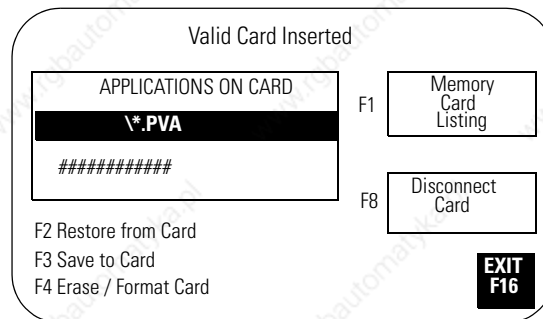 Valid Card Inserted
APPLICATIONS ON CARD
\*.PVA
############
F1
Memory
Card
Listing
F8
Disconnect
Card
F2 Restore from Card
F3 Save to Card
F4 Erase / Format Card
EXIT
F16